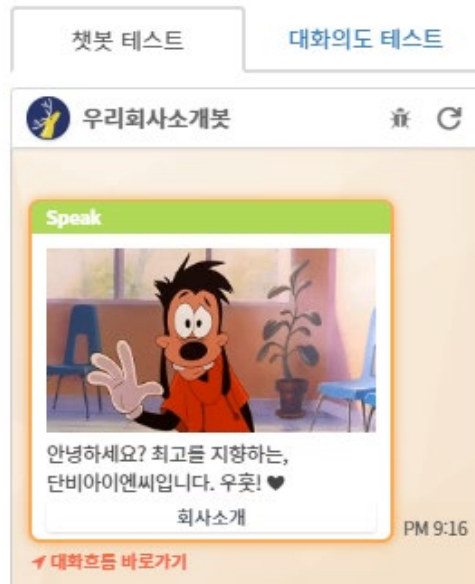 챗봇 테스트
대화의도 테스트
우리회사소개봇
Speak
안녕하세요? 최고를 지향하는,
단비아이엔씨입니다. 우훗! ♥
회사소개
PM 9:16
대화흐름 바로가기